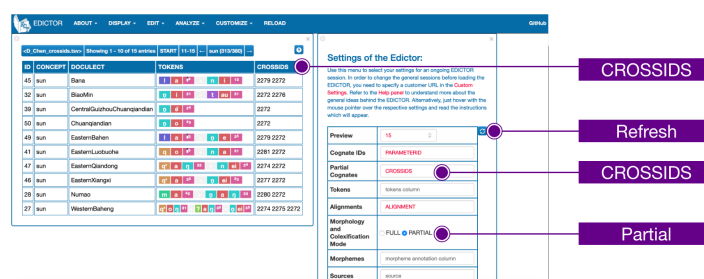 EDICTOR ABOUT DISPLAY EDIT ANALYZE CUSTOMIZE RELOAD GitHub
<D_Chen_crossids.tsv> Showing 1 - 10 of 15 entries START 11-15 ← sun (313/380) →
ID CONCEPT DOCULECT TOKENS CROSSIDS
45 sun Bana 2279 2272
32 sun BiaoMin 2272 2276
39 sun CentralGuizhouChuanqiandian 2272
50 sun Chuanqiandian 2272
49 sun EasternBahen 2279 2272
41 sun EasternLuobuohe 2281 2272
47 sun EasternQiandong 2274 2272
46 sun EasternXiangxi 2277 2272
28 sun Numao 2280 2272
27 sun WesternBaheng 2274 2275 2272
Settings of the Edictor:
Use this menu to select your settings for an ongoing EDICTOR
session. In order to change the general sessions before loading the
EDICTOR, you need to specify a customer URL in the Custom
Settings. Refer to the Help panel to understand more about the
general ideas behind the EDICTOR. Alternatively, just hover with the
mouse pointer over the respective settings and read the instructions
which will appear.
Preview 15
Cognate IDs PARAMETERID
Partial
Cognates CROSSIDS
Tokens tokens column
Alignments ALIGNMENT
Morphology
and
Colexification
Mode FULL PARTIAL
Morphemes morpheme annotation column
Sources source
CROSSIDS
Refresh
CROSSIDS
Partial